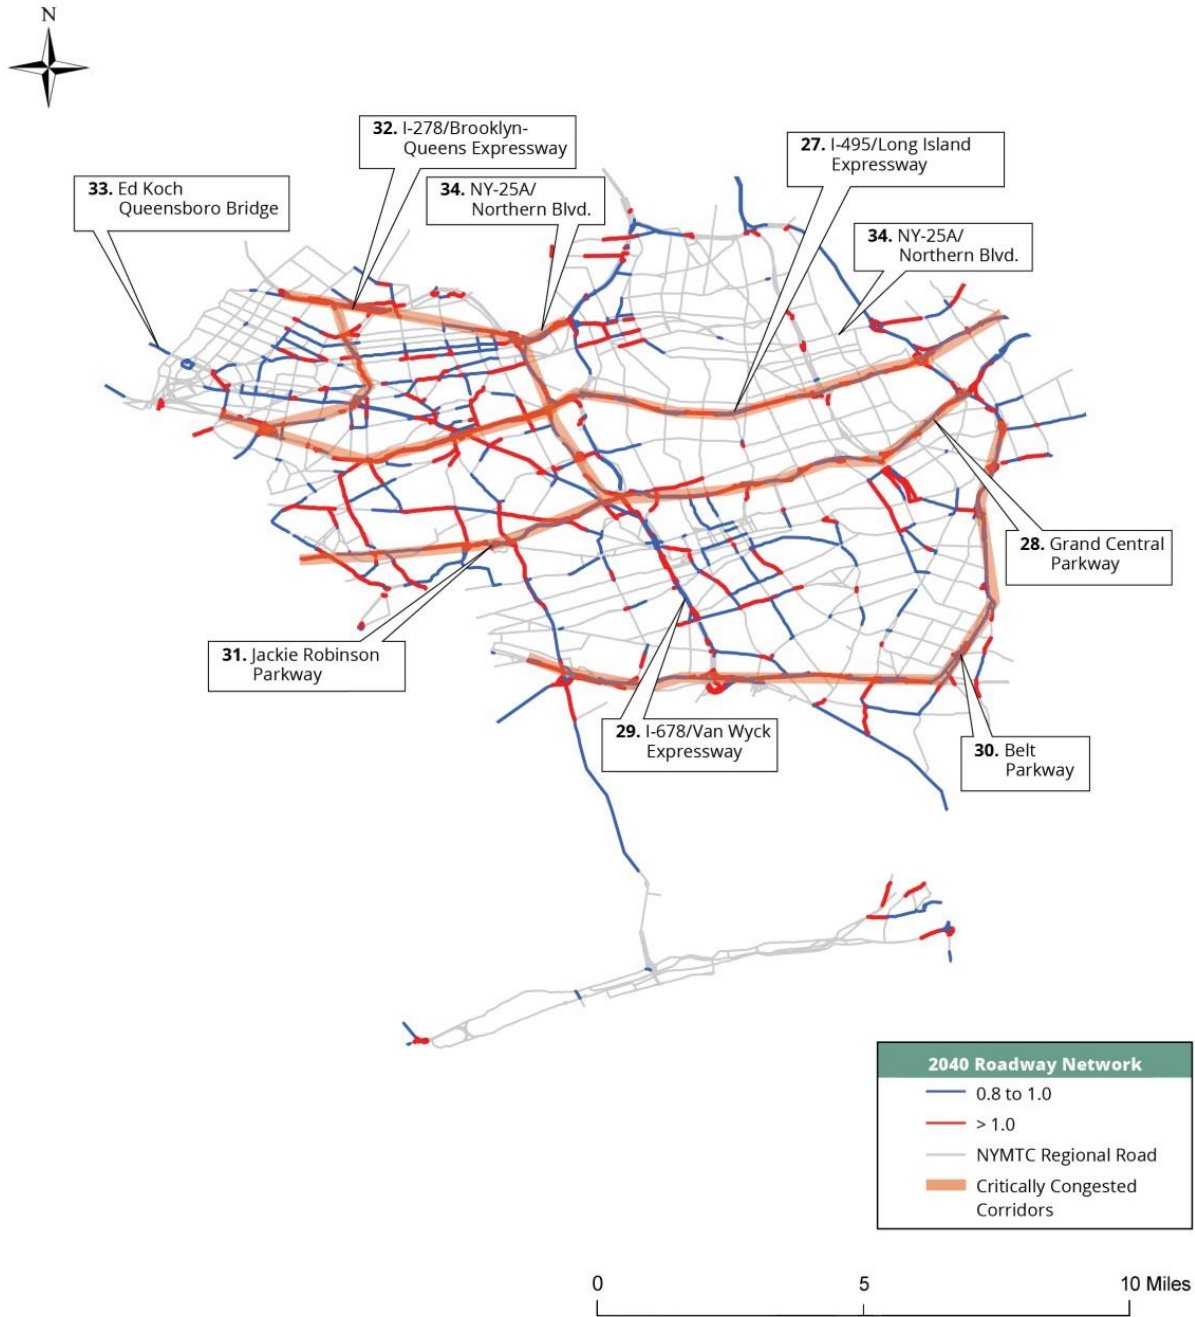 N
32. I-278/Brooklyn-
Queens Expressway
27. I-495/Long Island
Expressway
33. Ed Koch
Queensboro Bridge
34. NY-25A/
Northern Blvd.
34. NY-25A/
Northern Blvd.
28. Grand Central
Parkway
31. Jackie Robinson
Parkway
29. I-678/Van Wyck
Expressway
30. Belt
Parkway
2040 Roadway Network
0.8 to 1.0
> 1.0
NYMTC Regional Road
Critically Congested
Corridors
0 5 10 Miles